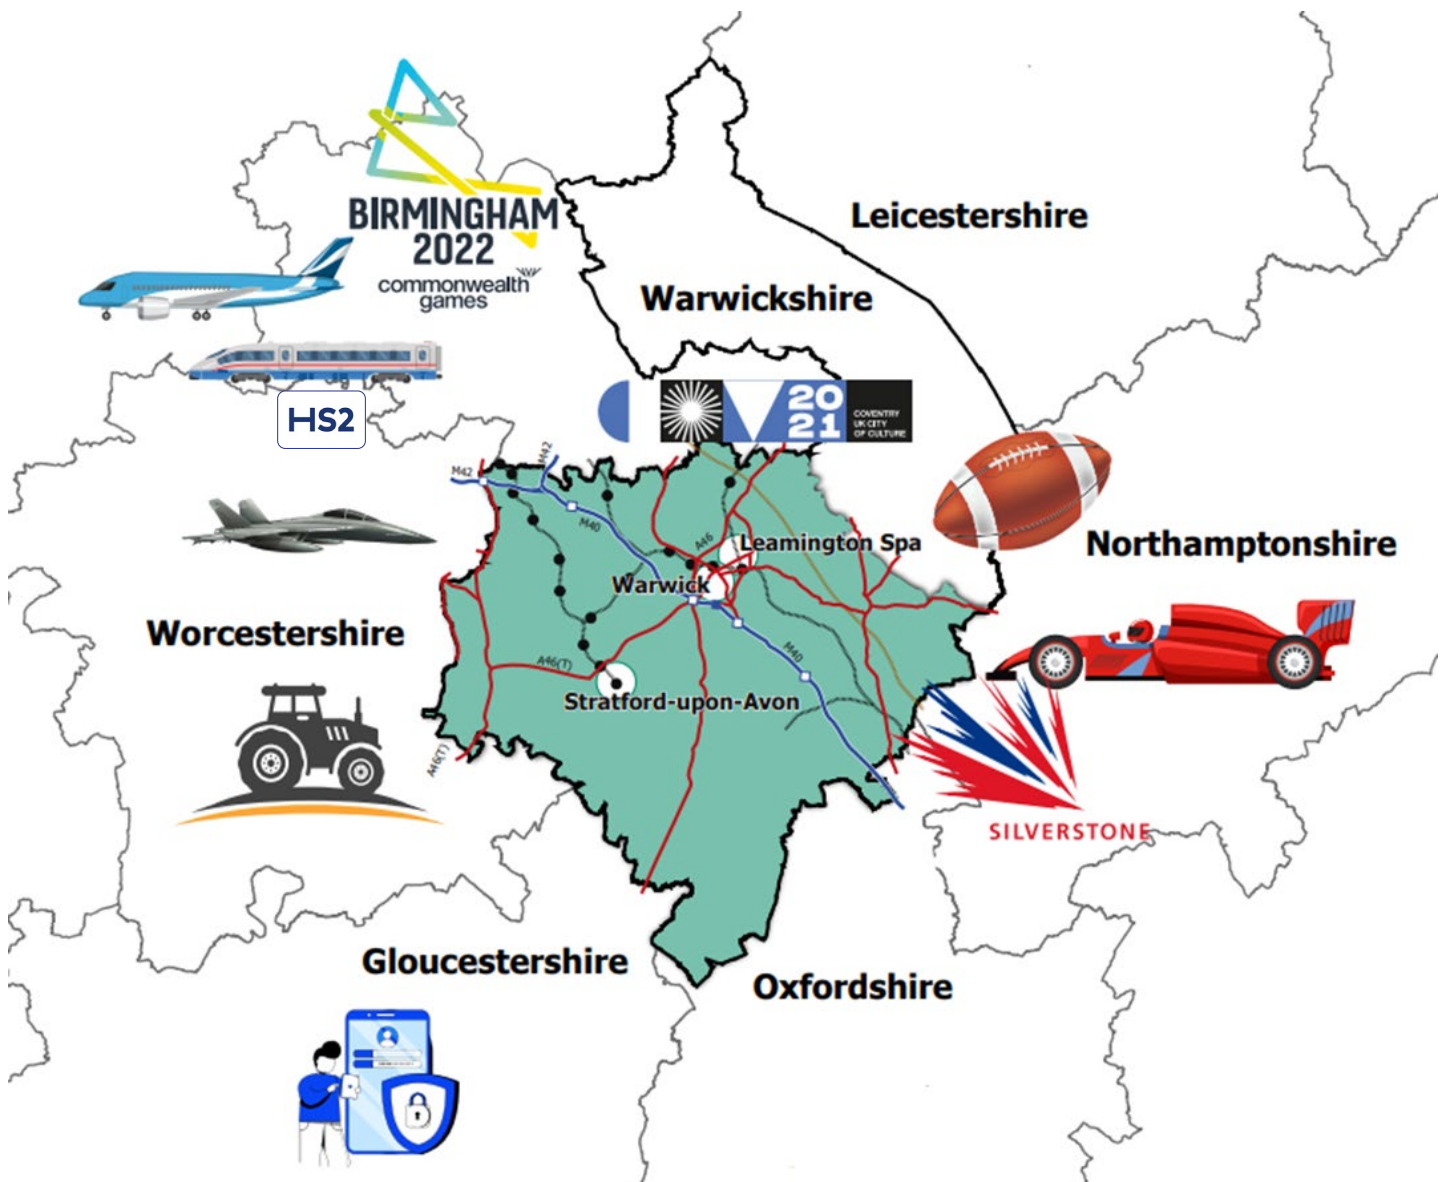 BIRMINGHAM
2022
commonwealth
games
Leicestershire
Warwickshire
HS2
20
21
COVENTRY
UK CITY
OF CULTURE
M42
M42
M40
A46
Leamington Spa
Northamptonshire
Warwick
Worcestershire
A46(T)
M40
Stratford-upon-Avon
A46(T)
SILVERSTONE
Gloucestershire
Oxfordshire